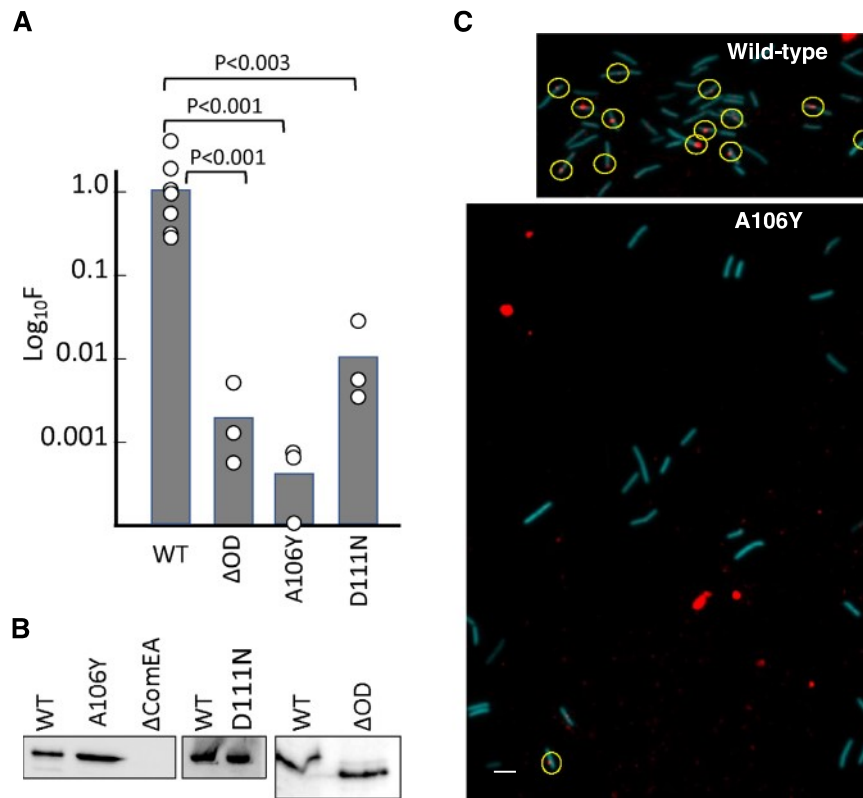 A
P<0.003
P<0.001
P<0.001
1.0
0.1
0.01
0.001
Log₁₀F
WT
ΔOD
A106Y
D111N
B
WT
A106Y
ΔComEA
WT
D111N
WT
ΔOD
C
Wild-type
A106Y